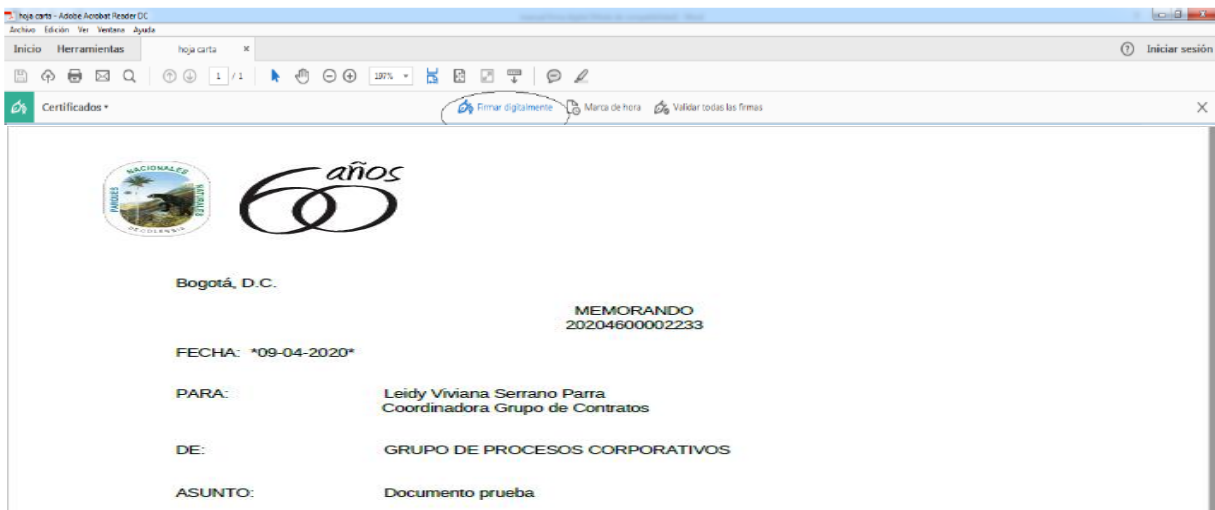 hoja carta - Adobe Acrobat Reader DC
Archivo Edición Ver Ventana Ayuda
Inicio Herramientas hoja carta x Iniciar sesión
1 / 1 197%
Certificados Firmar digitalmente Marca de hora Validar todas las firmas
PARQUES NACIONALES NATURALES
DE COLOMBIA
60 años
Bogotá, D.C.
MEMORANDO
20204600002233
FECHA: *09-04-2020*
PARA: Leidy Viviana Serrano Parra
Coordinadora Grupo de Contratos
DE: GRUPO DE PROCESOS CORPORATIVOS
ASUNTO: Documento prueba